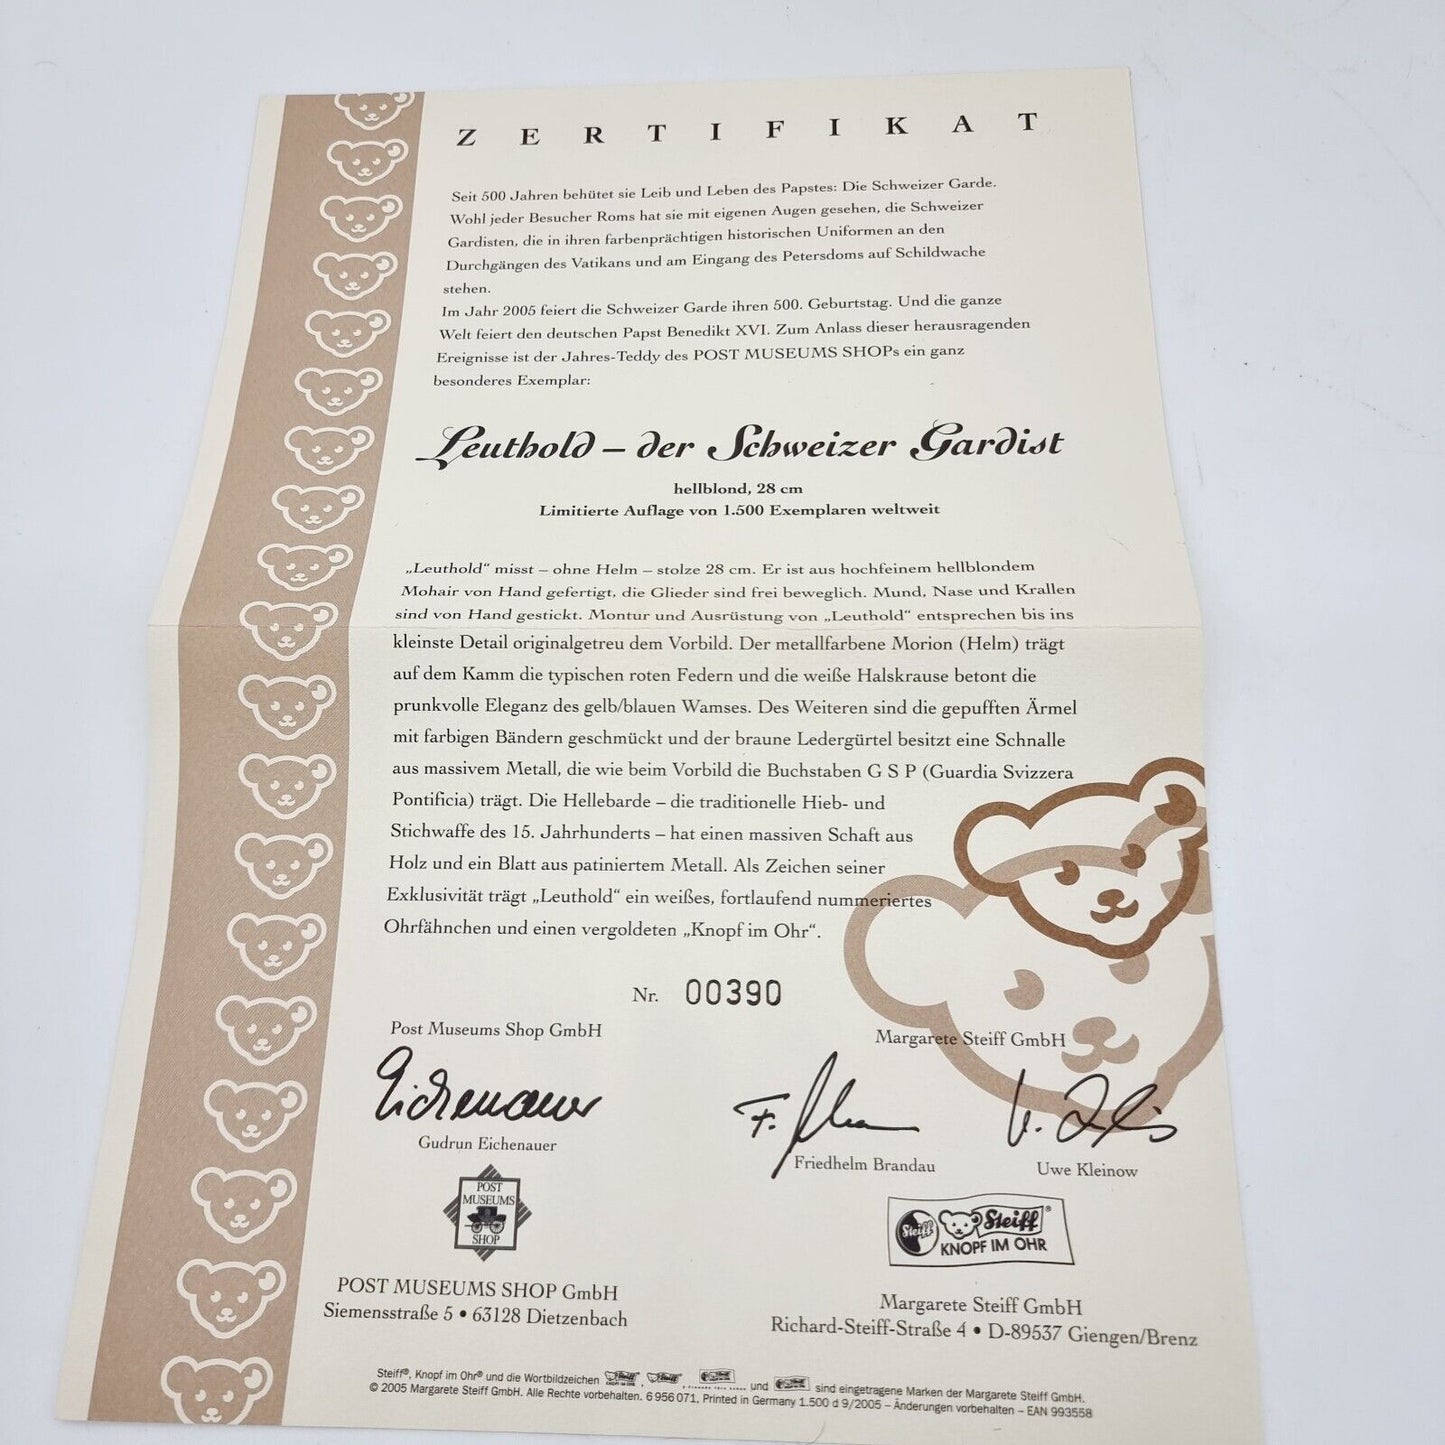 ZERTIFIKAT
Seit 500 Jahren behütet sie Leib und Leben des Papstes: Die Schweizer Garde.
Wohl jeder Besucher Roms hat sie mit eigenen Augen gesehen, die Schweizer
Gardisten, die in ihren farbenprächtigen historischen Uniformen an den
Durchgängen des Vatikans und am Eingang des Petersdoms auf Schildwache
stehen.
Im Jahr 2005 feiert die Schweizer Garde ihren 500. Geburtstag. Und die ganze
Welt feiert den deutschen Papst Benedikt XVI. Zum Anlass dieser herausragenden
Ereignisse ist der Jahres-Teddy des POST MUSEUMS SHOPs ein ganz
besonderes Exemplar:
Leuthold – der Schweizer Gardist
hellblond, 28 cm
Limitierte Auflage von 1.500 Exemplaren weltweit
„Leuthold“ misst – ohne Helm – stolze 28 cm. Er ist aus hochfeinem hellblondem
Mohair von Hand gefertigt, die Glieder sind frei beweglich. Mund, Nase und Krallen
sind von Hand gestickt. Montur und Ausrüstung von „Leuthold“ entsprechen bis ins
kleinste Detail originalgetreu dem Vorbild. Der metallfarbene Morion (Helm) trägt
auf dem Kamm die typischen roten Federn und die weiße Halskrause betont die
prunkvolle Eleganz des gelb/blauen Wamses. Des Weiteren sind die gepufften Ärmel
mit farbigen Bändern geschmückt und der braune Ledergürtel besitzt eine Schnalle
aus massivem Metall, die wie beim Vorbild die Buchstaben G S P (Guardia Svizzera
Pontificia) trägt. Die Hellebarde – die traditionelle Hieb- und
Stichwaffe des 15. Jahrhunderts – hat einen massiven Schaft aus
Holz und ein Blatt aus patiniertem Metall. Als Zeichen seiner
Exklusivität trägt „Leuthold“ ein weißes, fortlaufend nummeriertes
Ohrfähnchen und einen vergoldeten „Knopf im Ohr“.
Nr. 00390
Post Museums Shop GmbH
Margarete Steiff GmbH
Eichenauer
Gudrun Eichenauer
Friedhelm Brandau
Uwe Kleinow
POST
MUSEUMS
SHOP
Steiff Steiff®
KNOPF IM OHR
POST MUSEUMS SHOP GmbH
Siemensstraße 5 • 63128 Dietzenbach
Margarete Steiff GmbH
Richard-Steiff-Straße 4 • D-89537 Giengen/Brenz
Steiff®, Knopf im Ohr® und die Wortbildzeichen , , und sind eingetragene Marken der Margarete Steiff GmbH.
© 2005 Margarete Steiff GmbH. Alle Rechte vorbehalten. 6 956 071, Printed in Germany 1.500 d 9/2005 – Änderungen vorbehalten – EAN 993558